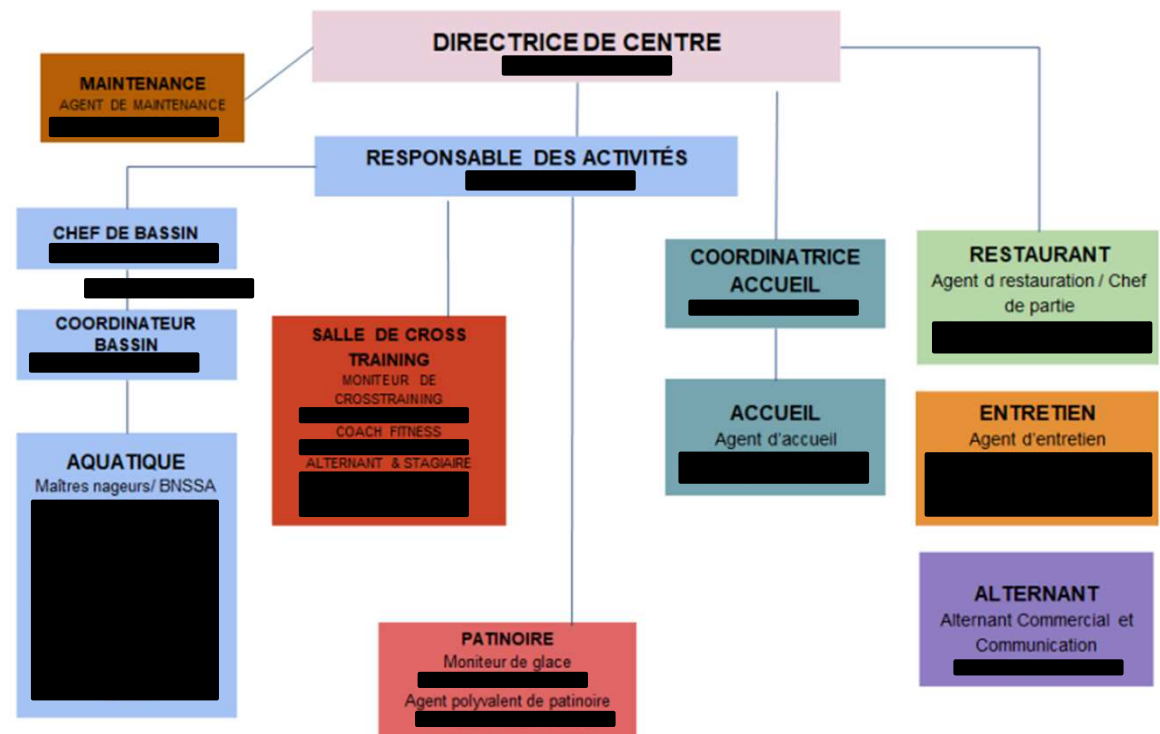 DIRECTRICE DE CENTRE
MAINTENANCE
AGENT DE MAINTENANCE
RESPONSABLE DES ACTIVITÉS
CHEF DE BASSIN
COORDINATEUR
BASSIN
AQUATIQUE
Maîtres nageurs/ BNSSA
SALLE DE CROSS
TRAINING
MONITEUR DE
CROSSTRAINING
COACH FITNESS
ALTERNANT & STAGIAIRE
PATINOIRE
Moniteur de glace
Agent polyvalent de patinoire
COORDINATRICE
ACCUEIL
ACCUEIL
Agent d'accueil
RESTAURANT
Agent d restauration / Chef
de partie
ENTRETIEN
Agent d'entretien
ALTERNANT
Alternant Commercial et
Communication